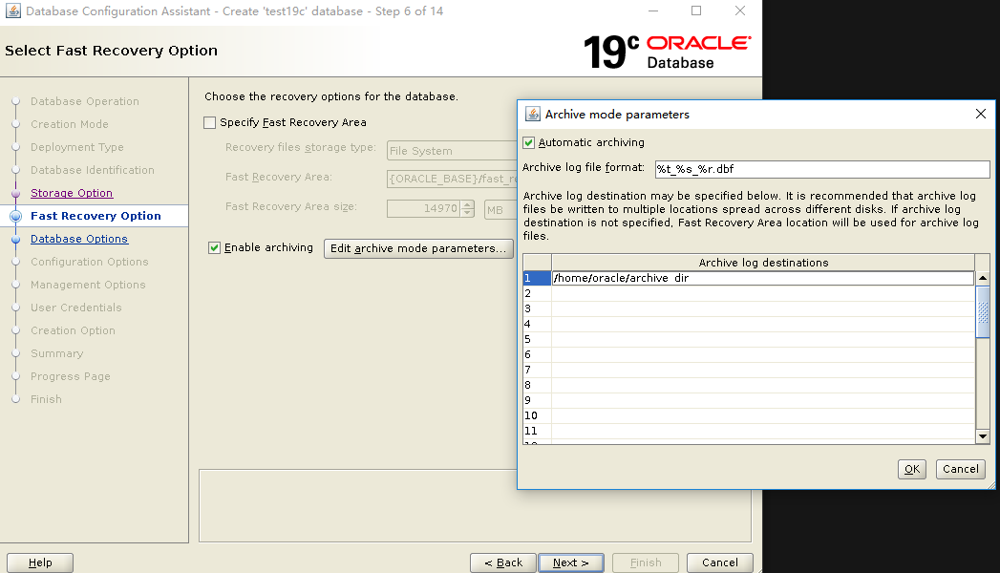 Database Configuration Assistant - Create 'test19c' database - Step 6 of 14
Select Fast Recovery Option
19c ORACLE
Database
Database Operation
Creation Mode
Deployment Type
Database Identification
Storage Option
Fast Recovery Option
Database Options
Configuration Options
Management Options
User Credentials
Creation Option
Summary
Progress Page
Finish
Choose the recovery options for the database.
Specify Fast Recovery Area
Recovery files storage type: File System
Fast Recovery Area: {ORACLE_BASE}/fast_re
Fast Recovery Area size: 14970 MB
Enable archiving
Edit archive mode parameters...
Archive mode parameters
Automatic archiving
Archive log file format: %t_%s_%r.dbf
Archive log destination may be specified below. It is recommended that archive log
files be written to multiple locations spread across different disks. If archive log
destination is not specified, Fast Recovery Area location will be used for archive log
files.
Archive log destinations
1 /home/oracle/archive_dir
2
3
4
5
6
7
8
9
10
11
OK
Cancel
Help
< Back
Next >
Finish
Cancel